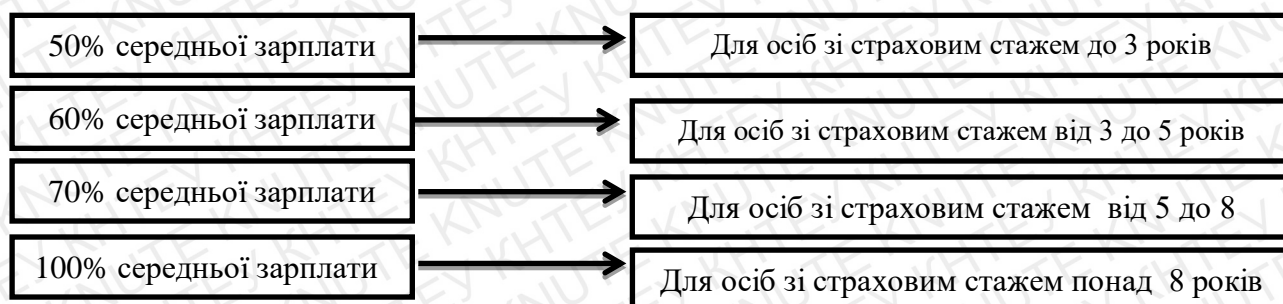 50% середньої зарплати
Для осіб зі страховим стажем до 3 років
60% середньої зарплати
Для осіб зі страховим стажем від 3 до 5 років
70% середньої зарплати
Для осіб зі страховим стажем від 5 до 8
100% середньої зарплати
Для осіб зі страховим стажем понад 8 років